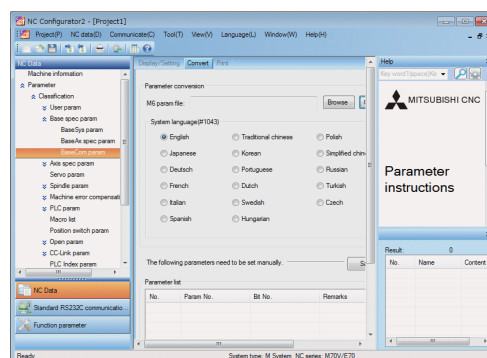 NC Configurator2 - [Project1]
Project(P) NC data(D) Communicate(C) Tool(T) View(V) Language(L) Window(W) Help(H)
NC Data
Machine information
Parameter
Classification
User param
Base spec param
BaseSys param
BaseAx spec param
BaseCom param
Axis spec param
Servo param
Spindle param
Machine error compensati
PLC param
Macro list
Position switch param
Open param
CC-Link param
PLC Index param
NC Data
Standard RS232C communicatio
Function parameter
Display/Setting Convert Print
Parameter conversion
M6 param file: Browse
System language(#1043)
English Traditional chinese Polish
Japanese Korean Simplified chin
Deutsch Portuguese Russian
French Dutch Turkish
Italian Swedish Czech
Spanish Hungarian
The following parameters need to be set manually. Sa
Parameter list
No. Param No. Bit No. Remarks
Help
Key word1(space)Ke
MITSUBISHI CNC
Parameter
instructions
Result: 0
No. Name Content
Ready System type: M System NC series: M70V/E70